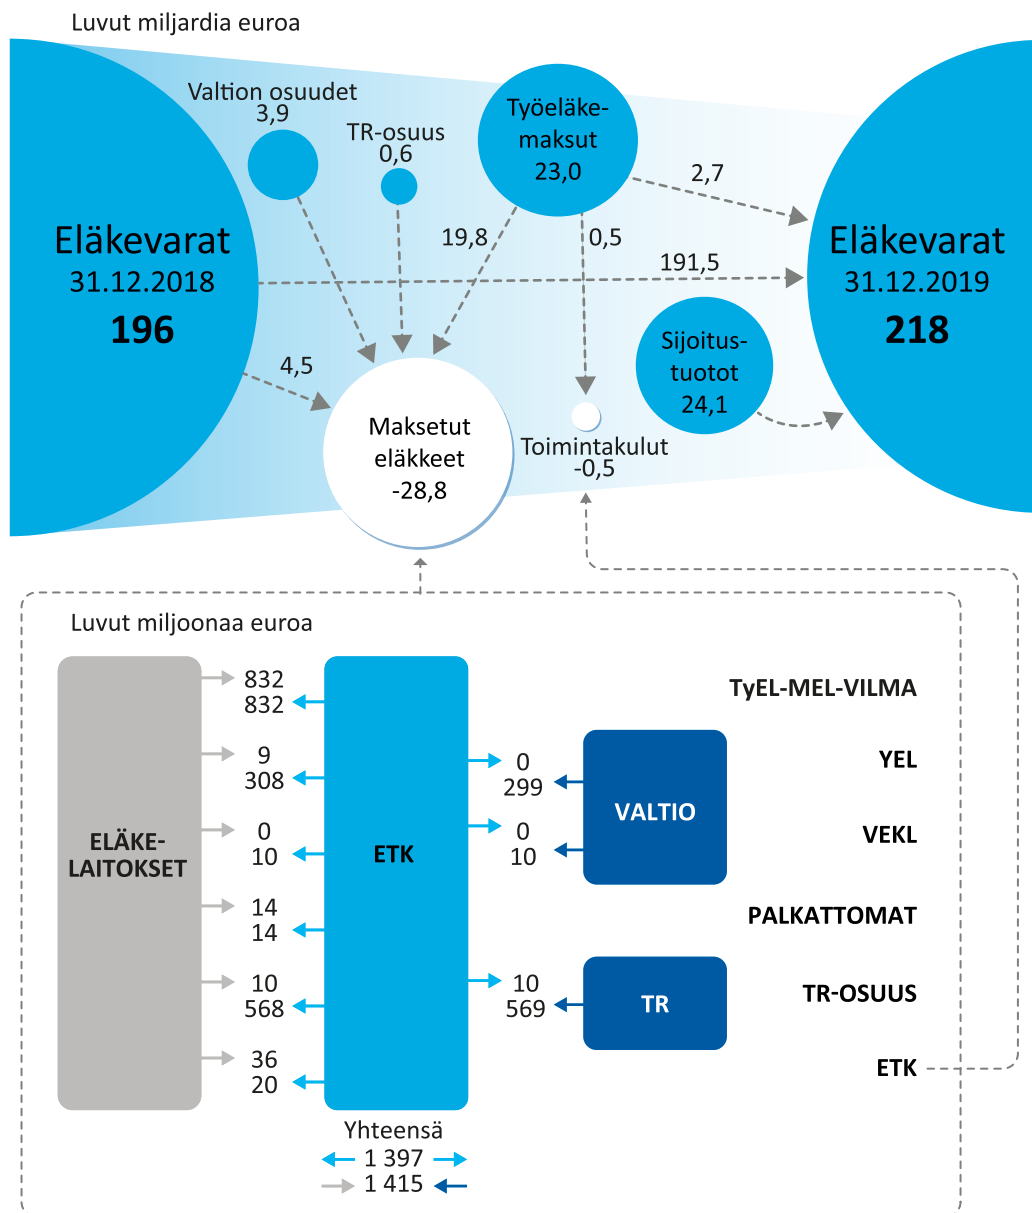 Luvut miljardia euroa
Valtion osuudet
3,9
TR-osuus
0,6
Työeläke-
maksut
23,0
2,7
19,8
0,5
191,5
Eläkevarat
31.12.2018
196
Eläkevarat
31.12.2019
218
4,5
Sijoitus-
tuotot
24,1
Maksetut
eläkkeet
-28,8
Toimintakulut
-0,5
Luvut miljoonaa euroa
ELÄKE-
LAITOKSET
832
832
9
308
0
10
14
14
10
568
36
20
ETK
0
299
0
10
10
569
VALTIO
TR
TyEL-MEL-VILMA
YEL
VEKL
PALKATTOMAT
TR-OSUUS
ETK
Yhteensä
1 397
1 415